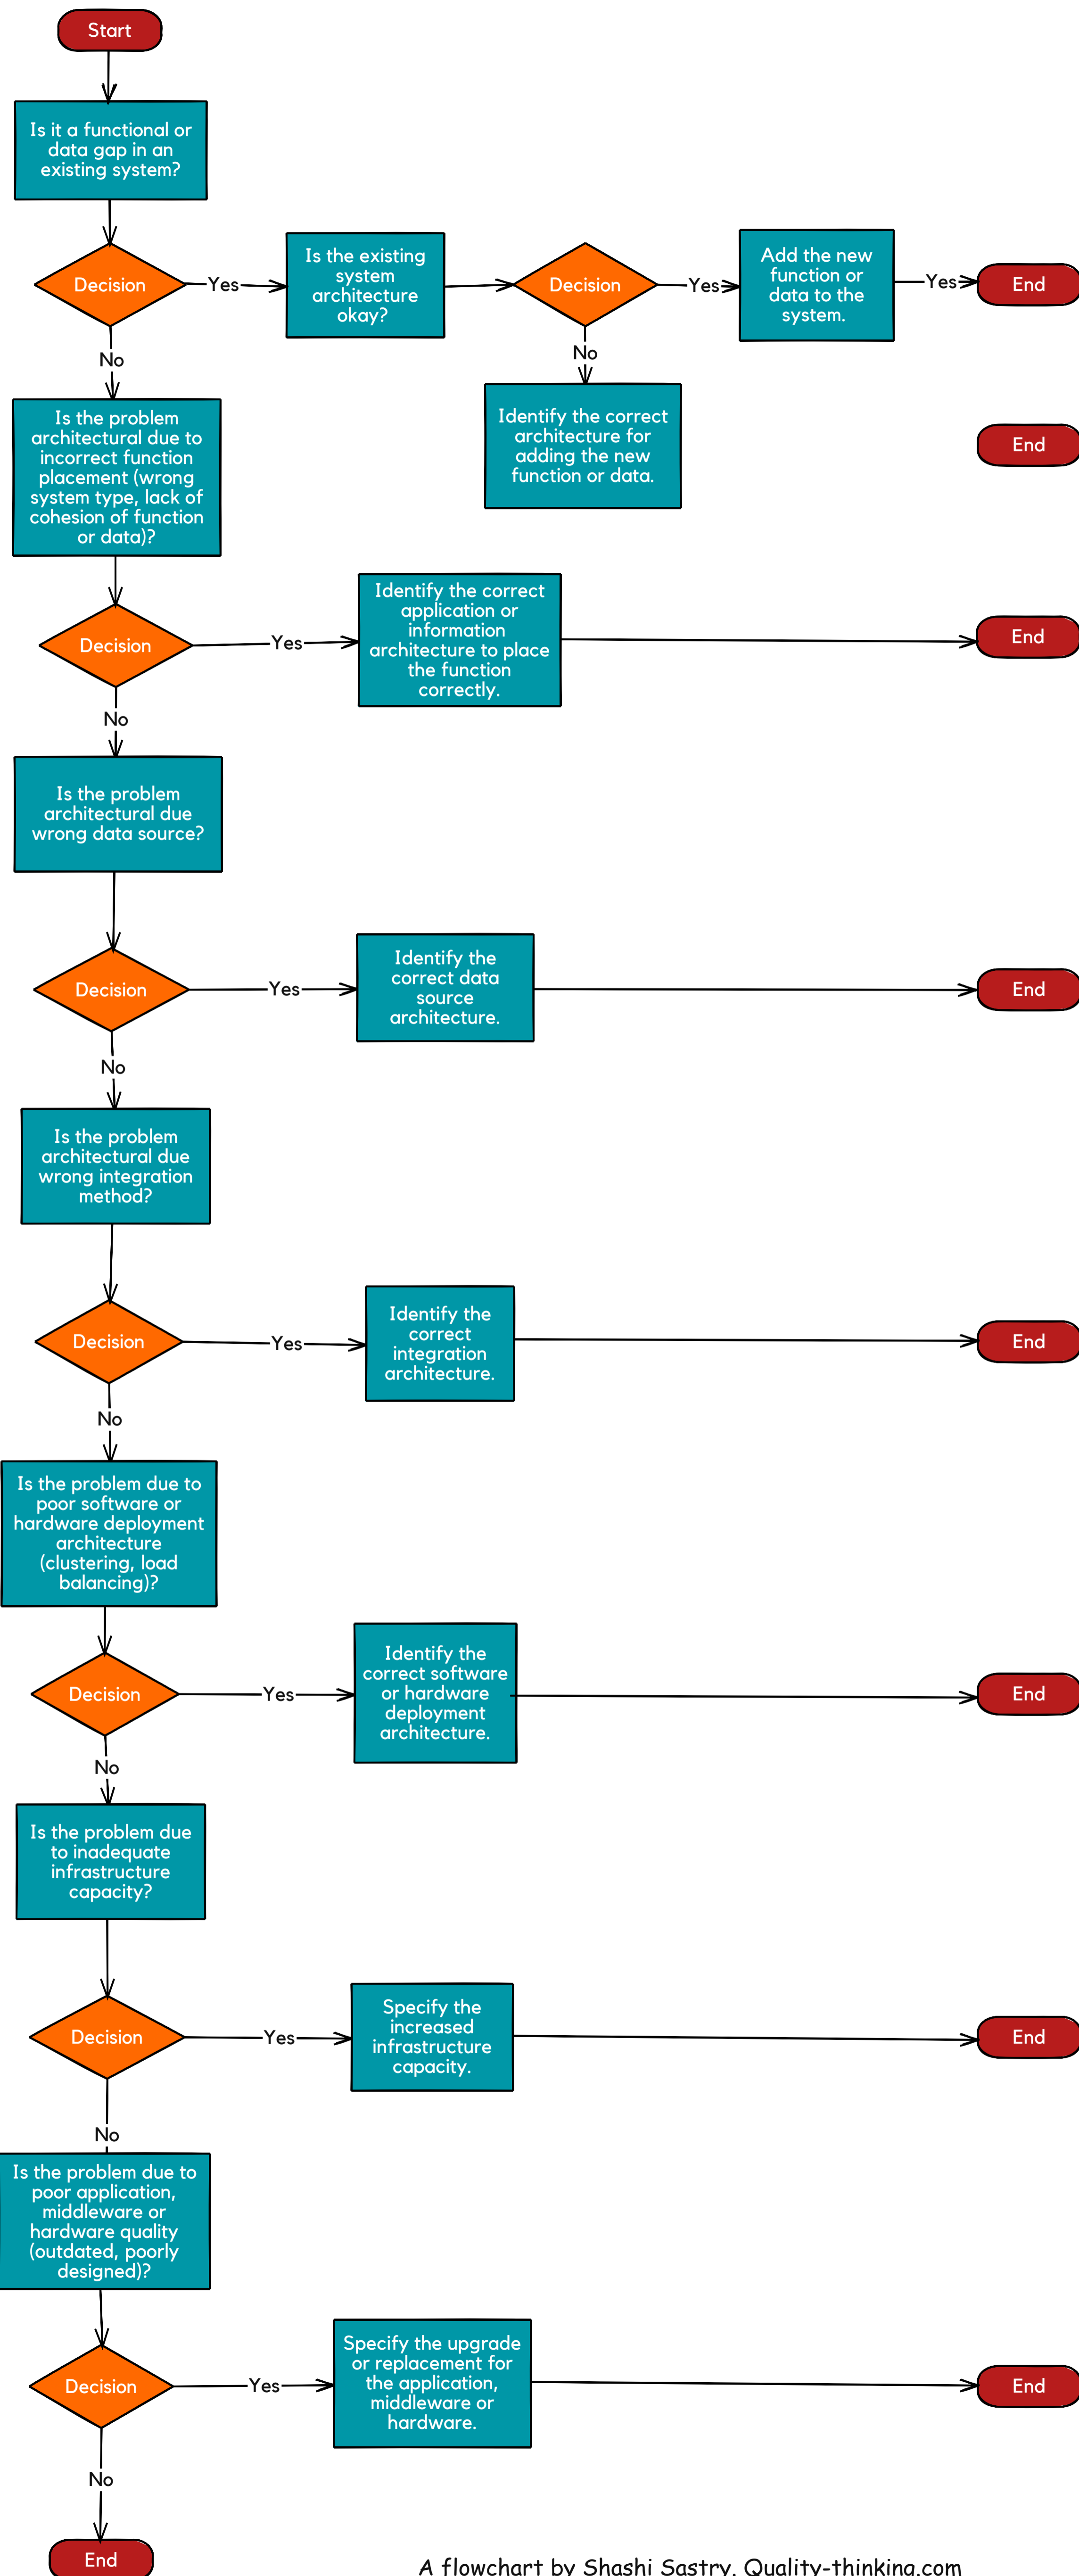 Start
Is it a functional or
data gap in an
existing system?
Decision
Yes
Is the existing
system
architecture
okay?
Decision
Yes
Add the new
function or
data to the
system.
Yes
End
No
No
Identify the correct
architecture for
adding the new
function or data.
End
Is the problem
architectural due to
incorrect function
placement (wrong
system type, lack of
cohesion of function
or data)?
Decision
Yes
Identify the correct
application or
information
architecture to place
the function
correctly.
End
No
Is the problem
architectural due
wrong data source?
Decision
Yes
Identify the
correct data
source
architecture.
End
No
Is the problem
architectural due
wrong integration
method?
Decision
Yes
Identify the
correct
integration
architecture.
End
No
Is the problem due to
poor software or
hardware deployment
architecture
(clustering, load
balancing)?
Decision
Yes
Identify the
correct software
or hardware
deployment
architecture.
End
No
Is the problem due
to inadequate
infrastructure
capacity?
Decision
Yes
Specify the
increased
infrastructure
capacity.
End
No
Is the problem due to
poor application,
middleware or
hardware quality
(outdated, poorly
designed)?
Decision
Yes
Specify the upgrade
or replacement for
the application,
middleware or
hardware.
End
No
End
A flowchart by Shashi Sastry. Quality-thinking.com